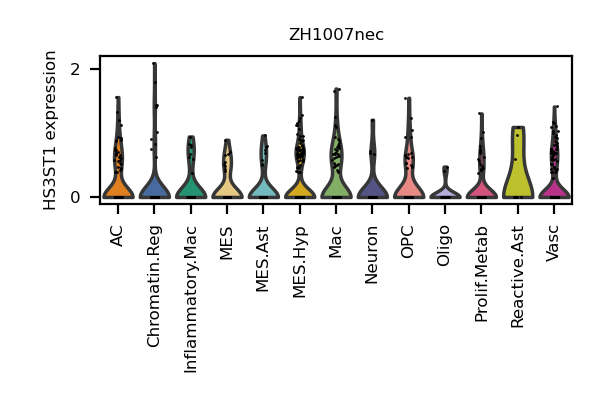 ZH1007nec
HS3ST1 expression
2
0
AC
Chromatin.Reg
Inflammatory.Mac
MES
MES.Ast
MES.Hyp
Mac
Neuron
OPC
Oligo
Prolif.Metab
Reactive.Ast
Vasc